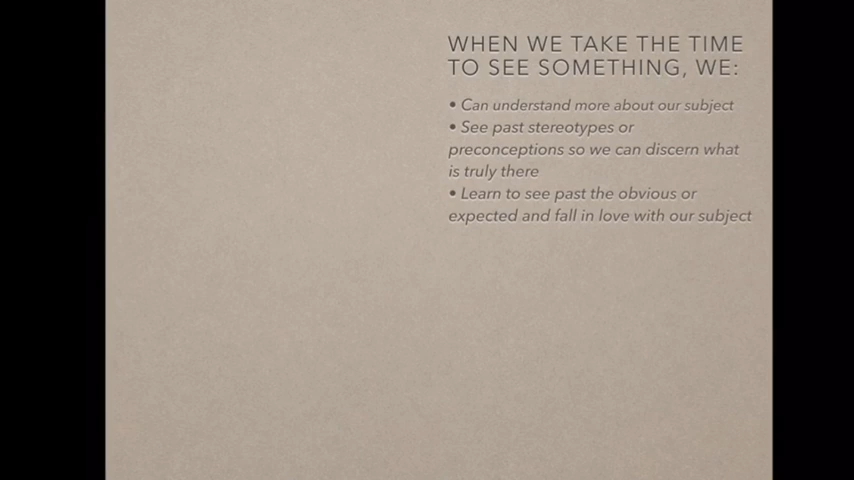 WHEN WE TAKE THE TIME
TO SEE SOMETHING, WE:
• Can understand more about our subject
• See past stereotypes or
preconceptions so we can discern what
is truly there
• Learn to see past the obvious or
expected and fall in love with our subject